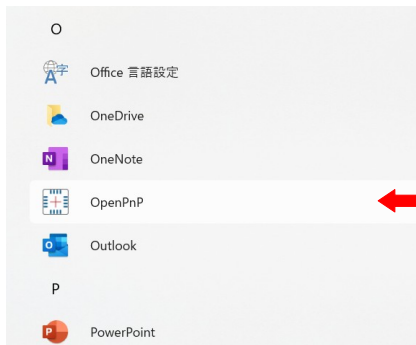 O
Office 言語設定
OneDrive
OneNote
OpenPnP
Outlook
P
PowerPoint